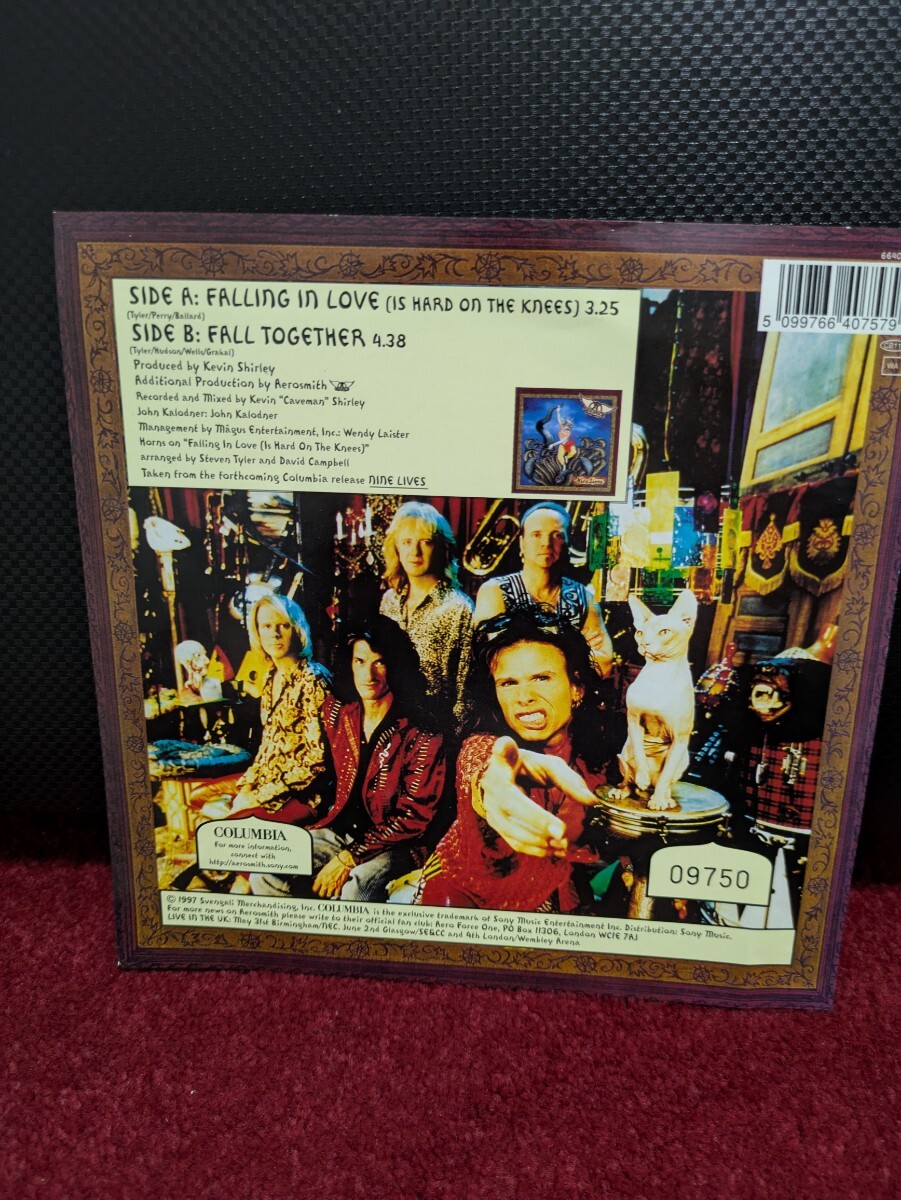 6640
SIDE A: FALLING IN LOVE (IS HARD ON THE KNEES) 3.25
(Tyler/Perry/Ballard)
SIDE B: FALL TOGETHER 4.38
(Tyler/Hudson/Wells/Grakal)
Produced by Kevin Shirley
Additional Production by Aerosmith
Recorded and Mixed by Kevin "Caveman" Shirley
John Kalodner: John Kalodner
Management by Magus Entertainment, Inc.: Wendy Laister
Horns on "Falling In Love (Is Hard On The Knees)"
arranged by Steven Tyler and David Campbell
Taken from the forthcoming Columbia release NINE LIVES
5 099766 407579
COLUMBIA
For more information,
connect with
http://aerosmith.sony.com
09750
© 1997 Svengali Merchandising, Inc. COLUMBIA is the exclusive trademark of Sony Music Entertainment Inc. Distribution: Sony Music.
For more news on Aerosmith please write to their official fan club: Aero Force One, PO Box 11306, London WC1E 7AJ
LIVE IN THE UK: May 31st Birmingham/NEC. June 2nd Glasgow/SE&CC and 4th London/Wembley Arena